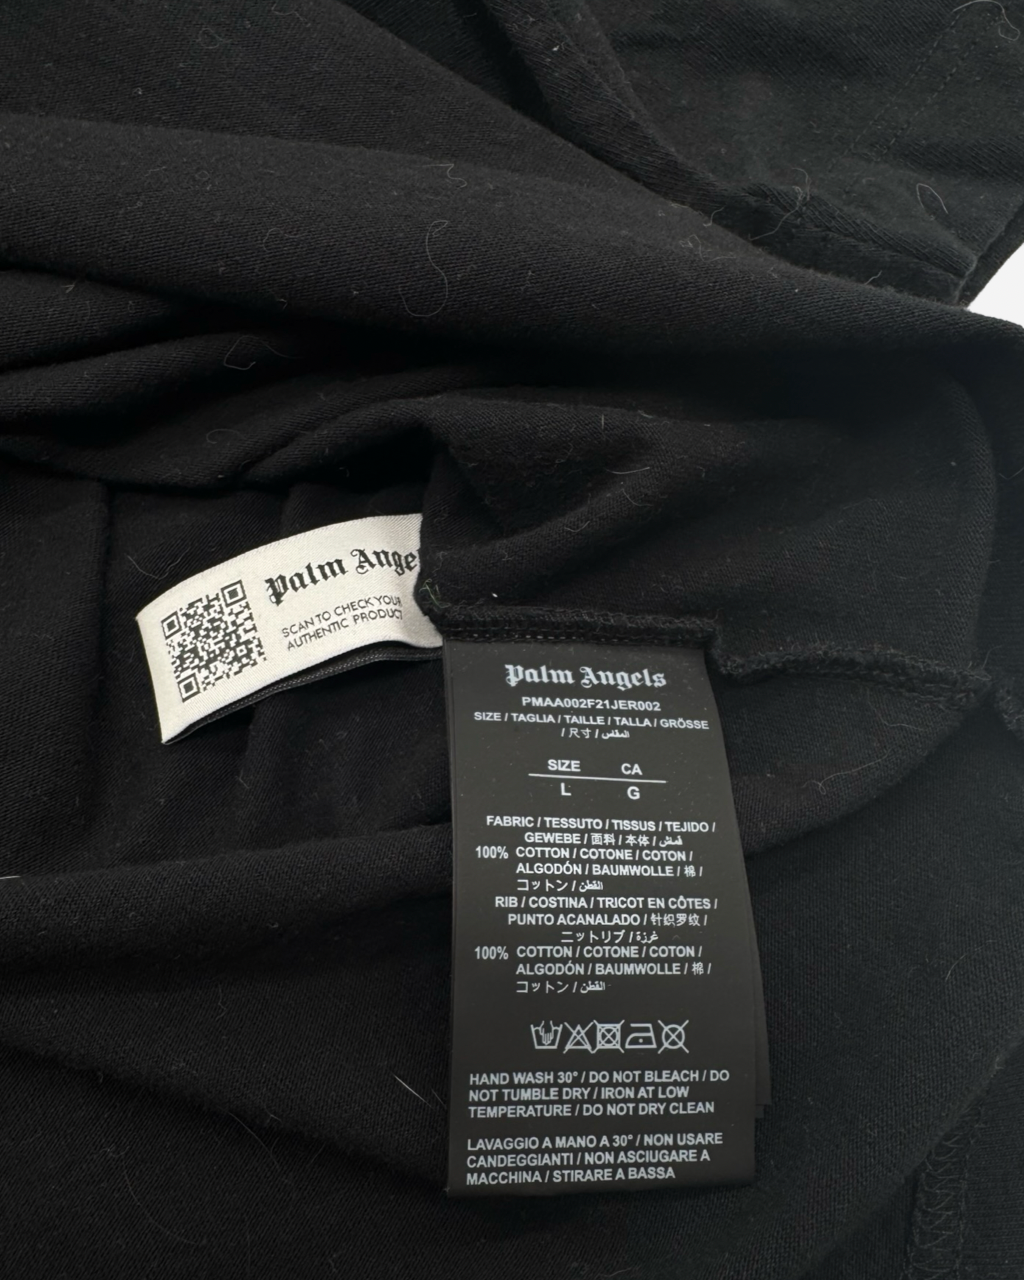 Palm Ange
SCAN TO CHECK YOUR
AUTHENTIC PRODUCT
Palm Angels
PMAA002F21JER002
SIZE / TAGLIA / TAILLE / TALLA / GRÖSSE
/ 尺寸 / المقاس
SIZE CA
L G
FABRIC / TESSUTO / TISSUS / TEJIDO /
GEWEBE / 面料 / 本体 / قماش
100% COTTON / COTONE / COTON /
ALGODÓN / BAUMWOLLE / 棉 /
コットン / القطن
RIB / COSTINA / TRICOT EN CÔTES /
PUNTO ACANALADO / 针织罗纹 /
ニットリブ / غرزة
100% COTTON / COTONE / COTON /
ALGODÓN / BAUMWOLLE / 棉 /
コットン / القطن
HAND WASH 30° / DO NOT BLEACH / DO
NOT TUMBLE DRY / IRON AT LOW
TEMPERATURE / DO NOT DRY CLEAN
LAVAGGIO A MANO A 30° / NON USARE
CANDEGGIANTI / NON ASCIUGARE A
MACCHINA / STIRARE A BASSA